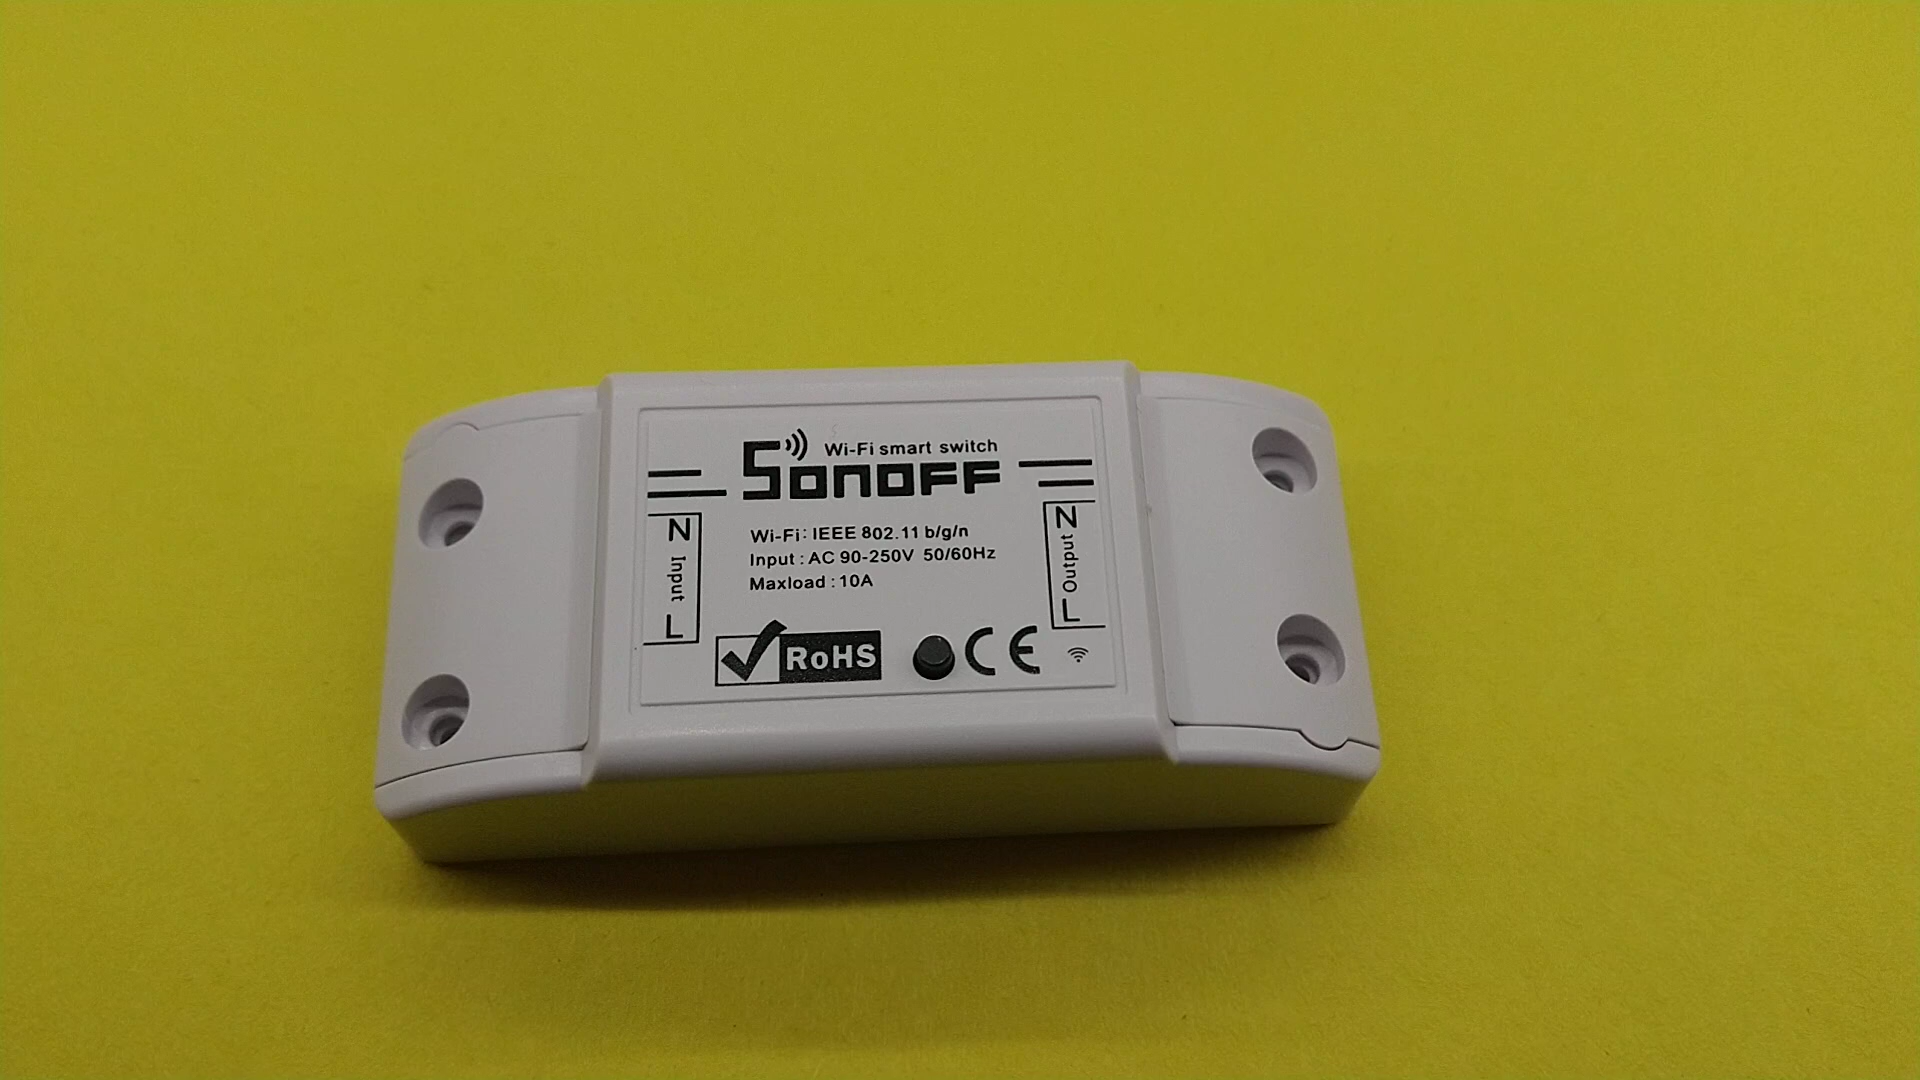 Wi-Fi smart switch
SONOFF
N Input L
Wi-Fi: IEEE 802.11 b/g/n
Input : AC 90-250V 50/60Hz
Maxload : 10A
N Output L
RoHS
CE